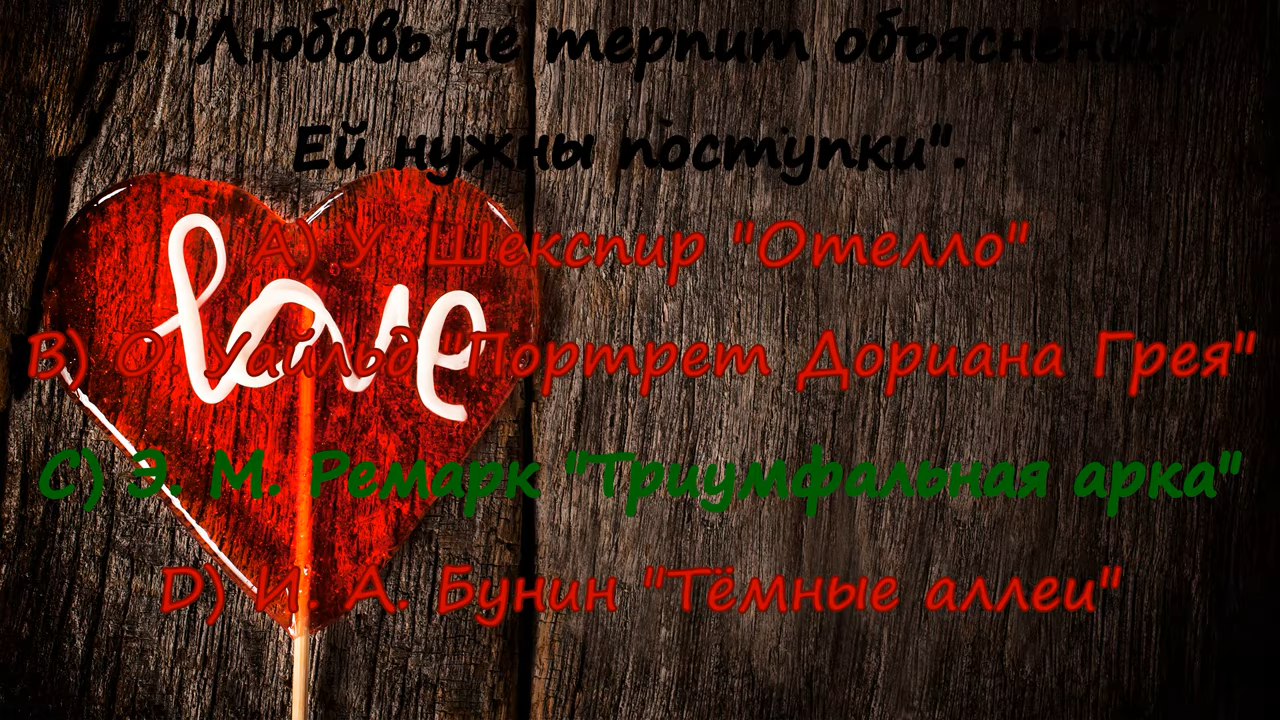 5. "Любовь не терпит объяснений.
Ей нужны поступки".
love
A) У. Шекспир "Отелло"
B) О. Уайльд "Портрет Дориана Грея"
C) Э. М. Ремарк "Триумфальная арка"
D) И. А. Бунин "Тёмные аллеи"